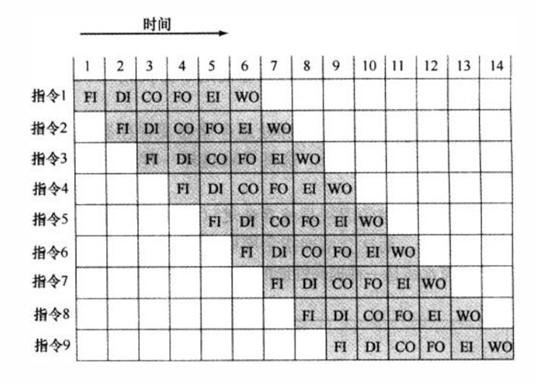 时间
1 2 3 4 5 6 7 8 9 10 11 12 13 14
指令1 FI DI CO FO EI WO
指令2 FI DI CO FO EI WO
指令3 FI DI CO FO EI WO
指令4 FI DI CO FO EI WO
指令5 FI DI CO FO EI WO
指令6 FI DI CO FO EI WO
指令7 FI DI CO FO EI WO
指令8 FI DI CO FO EI WO
指令9 FI DI CO FO EI WO